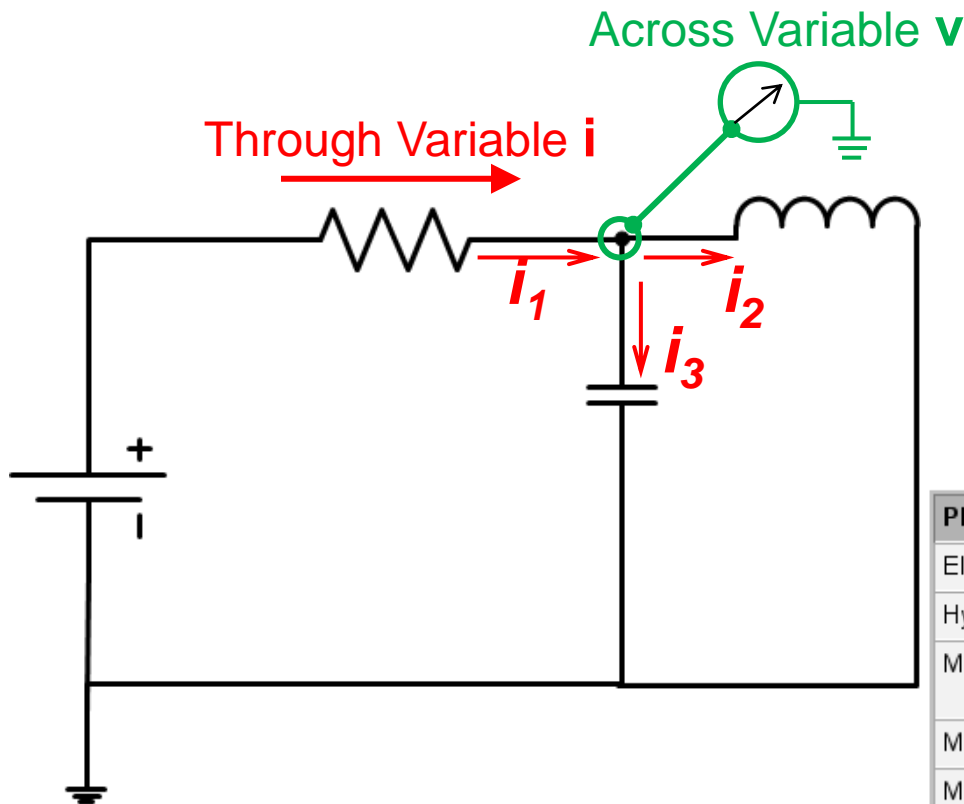 Across Variable v
Through Variable i
i1
i2
i3
+